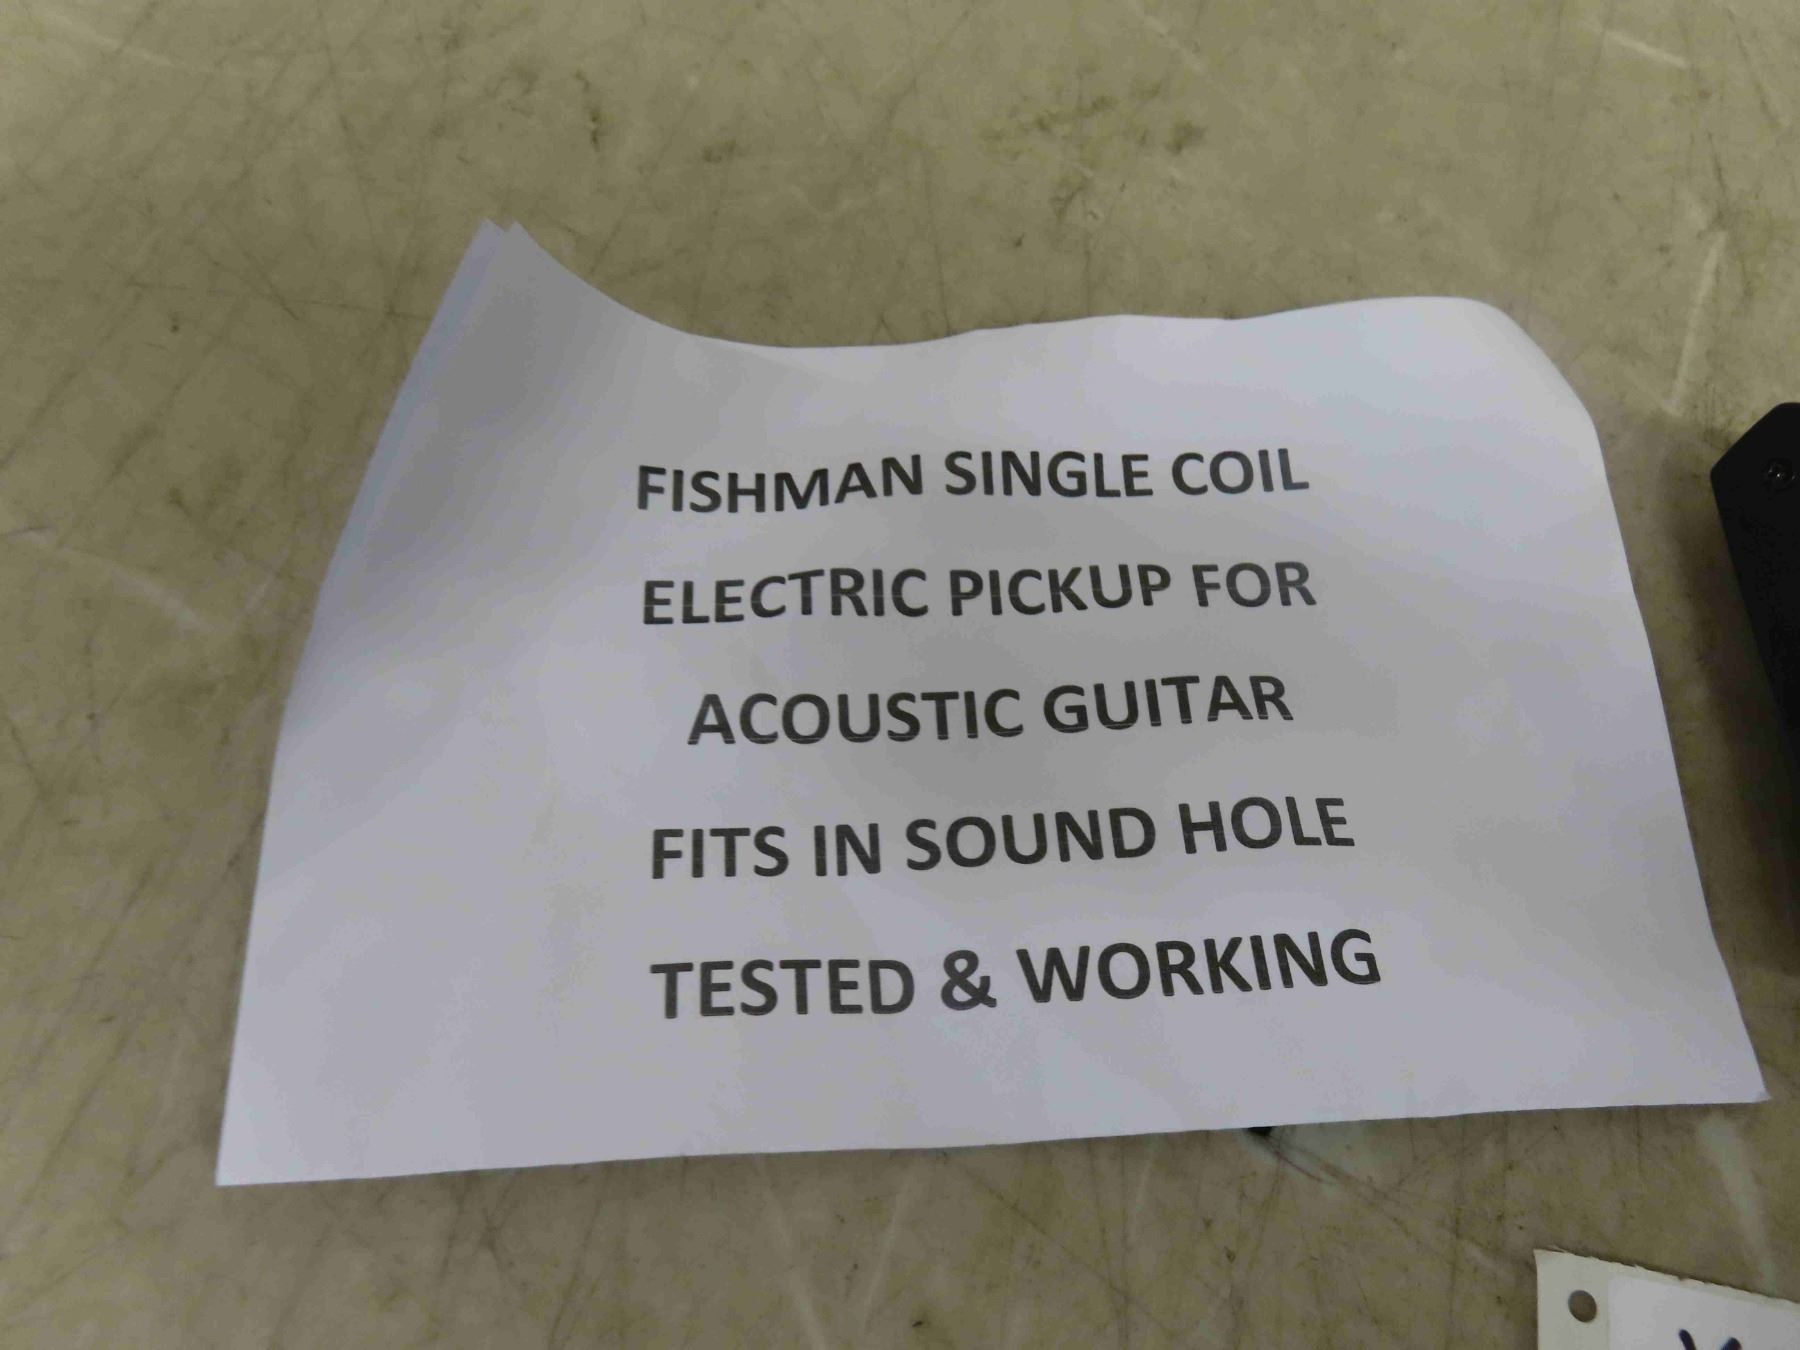 FISHMAN SINGLE COIL
ELECTRIC PICKUP FOR
ACOUSTIC GUITAR
FITS IN SOUND HOLE
TESTED & WORKING